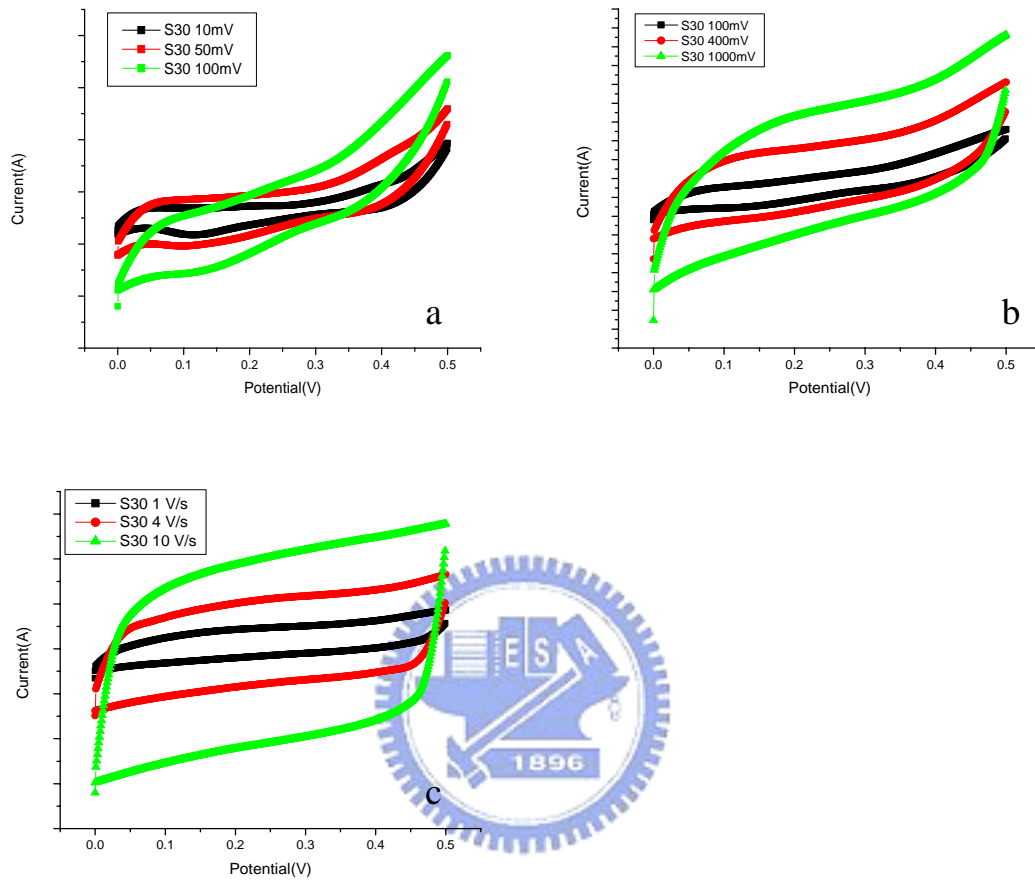 S30 10mV
S30 50mV
S30 100mV
Current(A)
a
0.0 0.1 0.2 0.3 0.4 0.5
Potential(V)
S30 100mV
S30 400mV
S30 1000mV
Current(A)
b
0.0 0.1 0.2 0.3 0.4 0.5
Potential(V)
S30 1 V/s
S30 4 V/s
S30 10 V/s
Current(A)
E S A
1896
c
0.0 0.1 0.2 0.3 0.4 0.5
Potential(V)